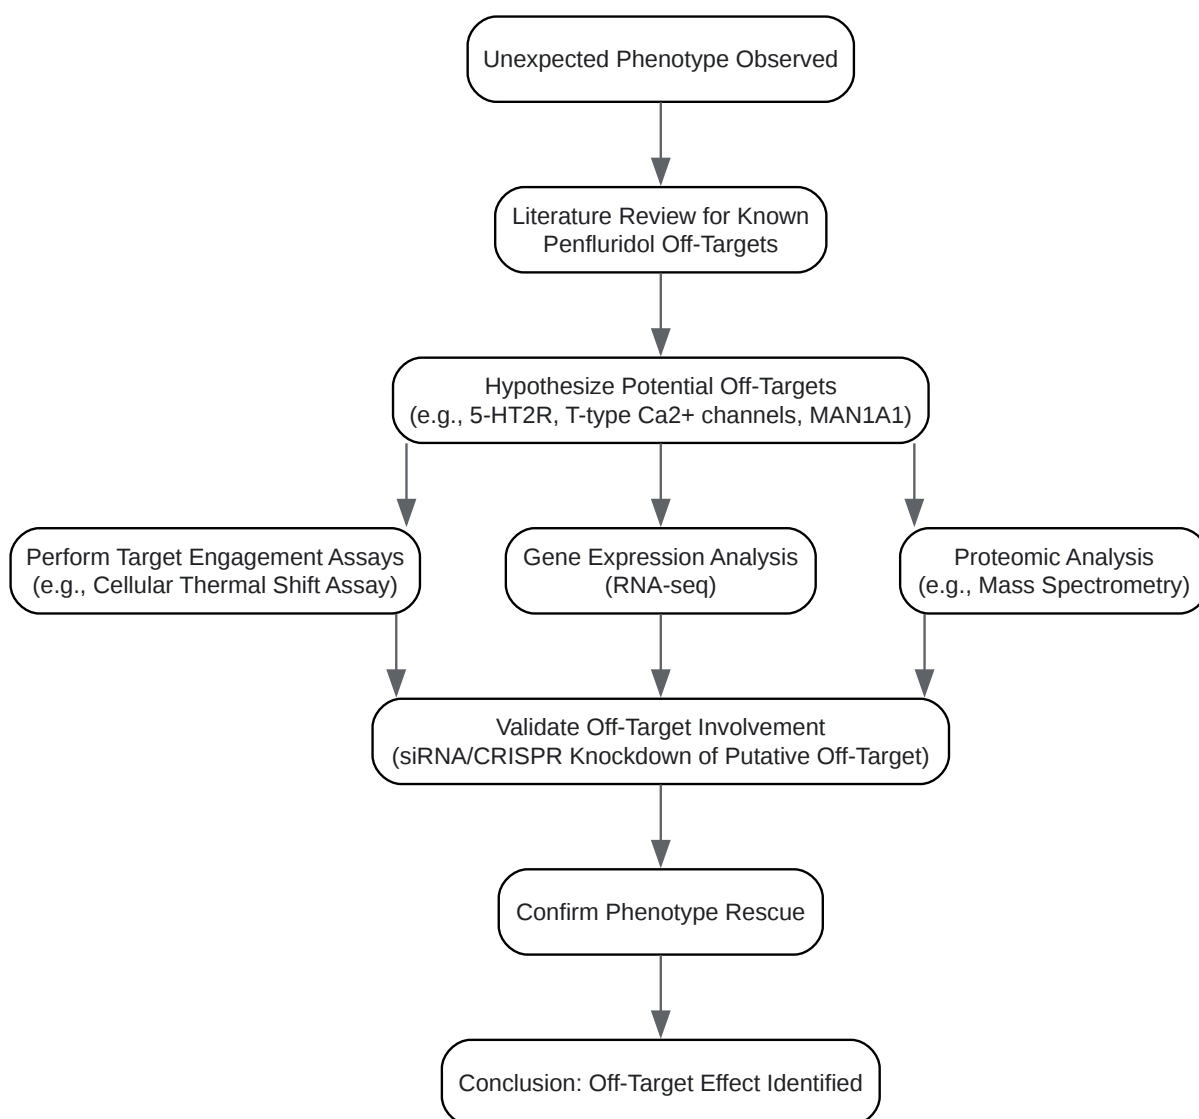 Unexpected Phenotype Observed
Literature Review for Known
Penfluridol Off-Targets
Hypothesize Potential Off-Targets
(e.g., 5-HT2R, T-type Ca2+ channels, MAN1A1)
Perform Target Engagement Assays
(e.g., Cellular Thermal Shift Assay)
Gene Expression Analysis
(RNA-seq)
Proteomic Analysis
(e.g., Mass Spectrometry)
Validate Off-Target Involvement
(siRNA/CRISPR Knockdown of Putative Off-Target)
Confirm Phenotype Rescue
Conclusion: Off-Target Effect Identified